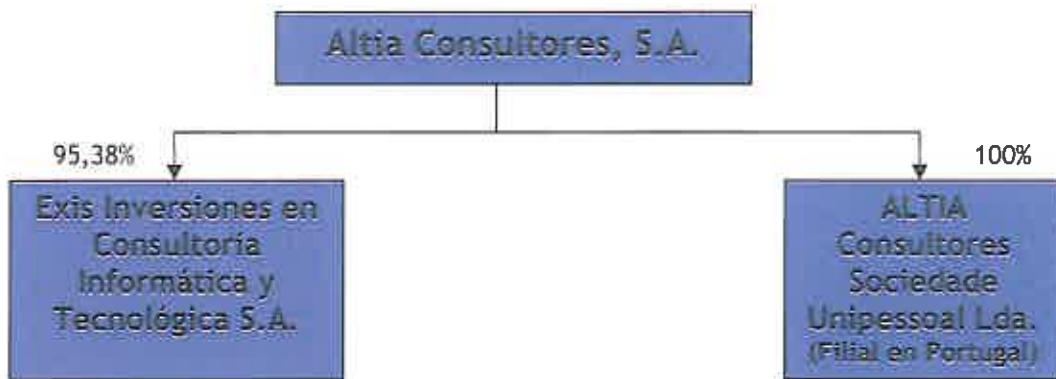 Altia Consultores, S.A.
95,38%
100%
Exis Inversiones en
Consultoría
Informática y
Tecnológica S.A.
ALTIA
Consultores
Sociedade
Unipessoal Lda.
(Filial en Portugal)